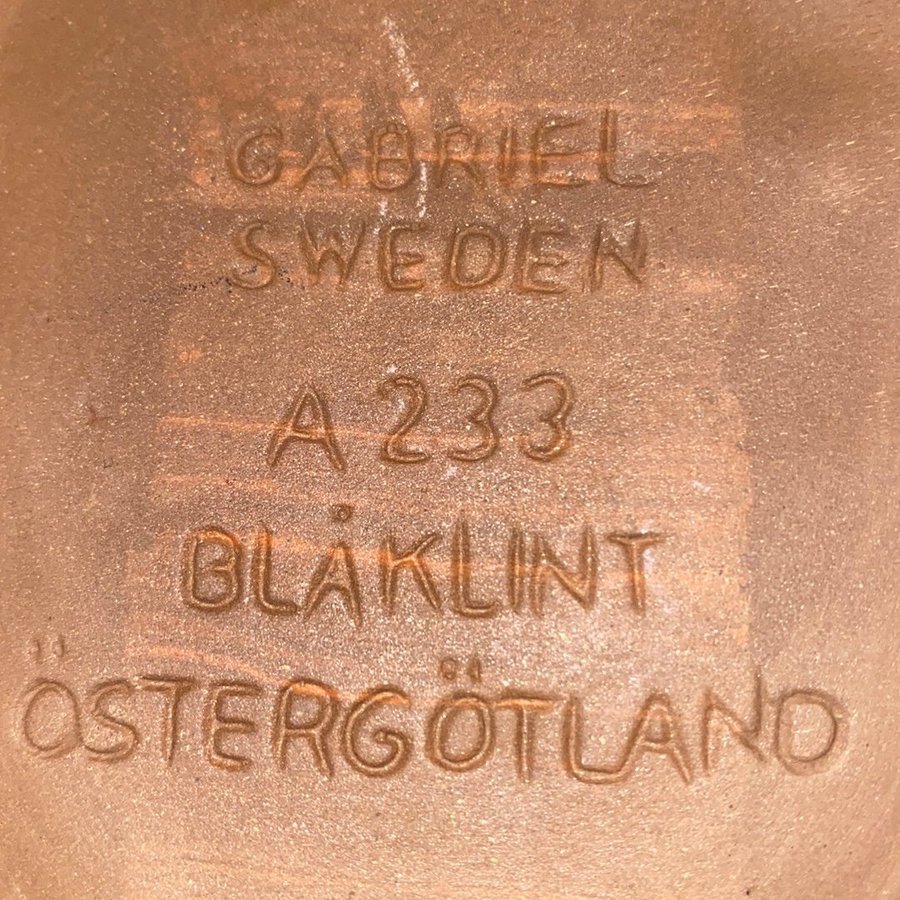 GABRIEL
SWEDEN
A 233
BLÅKLINT
ÖSTERGÖTLAND